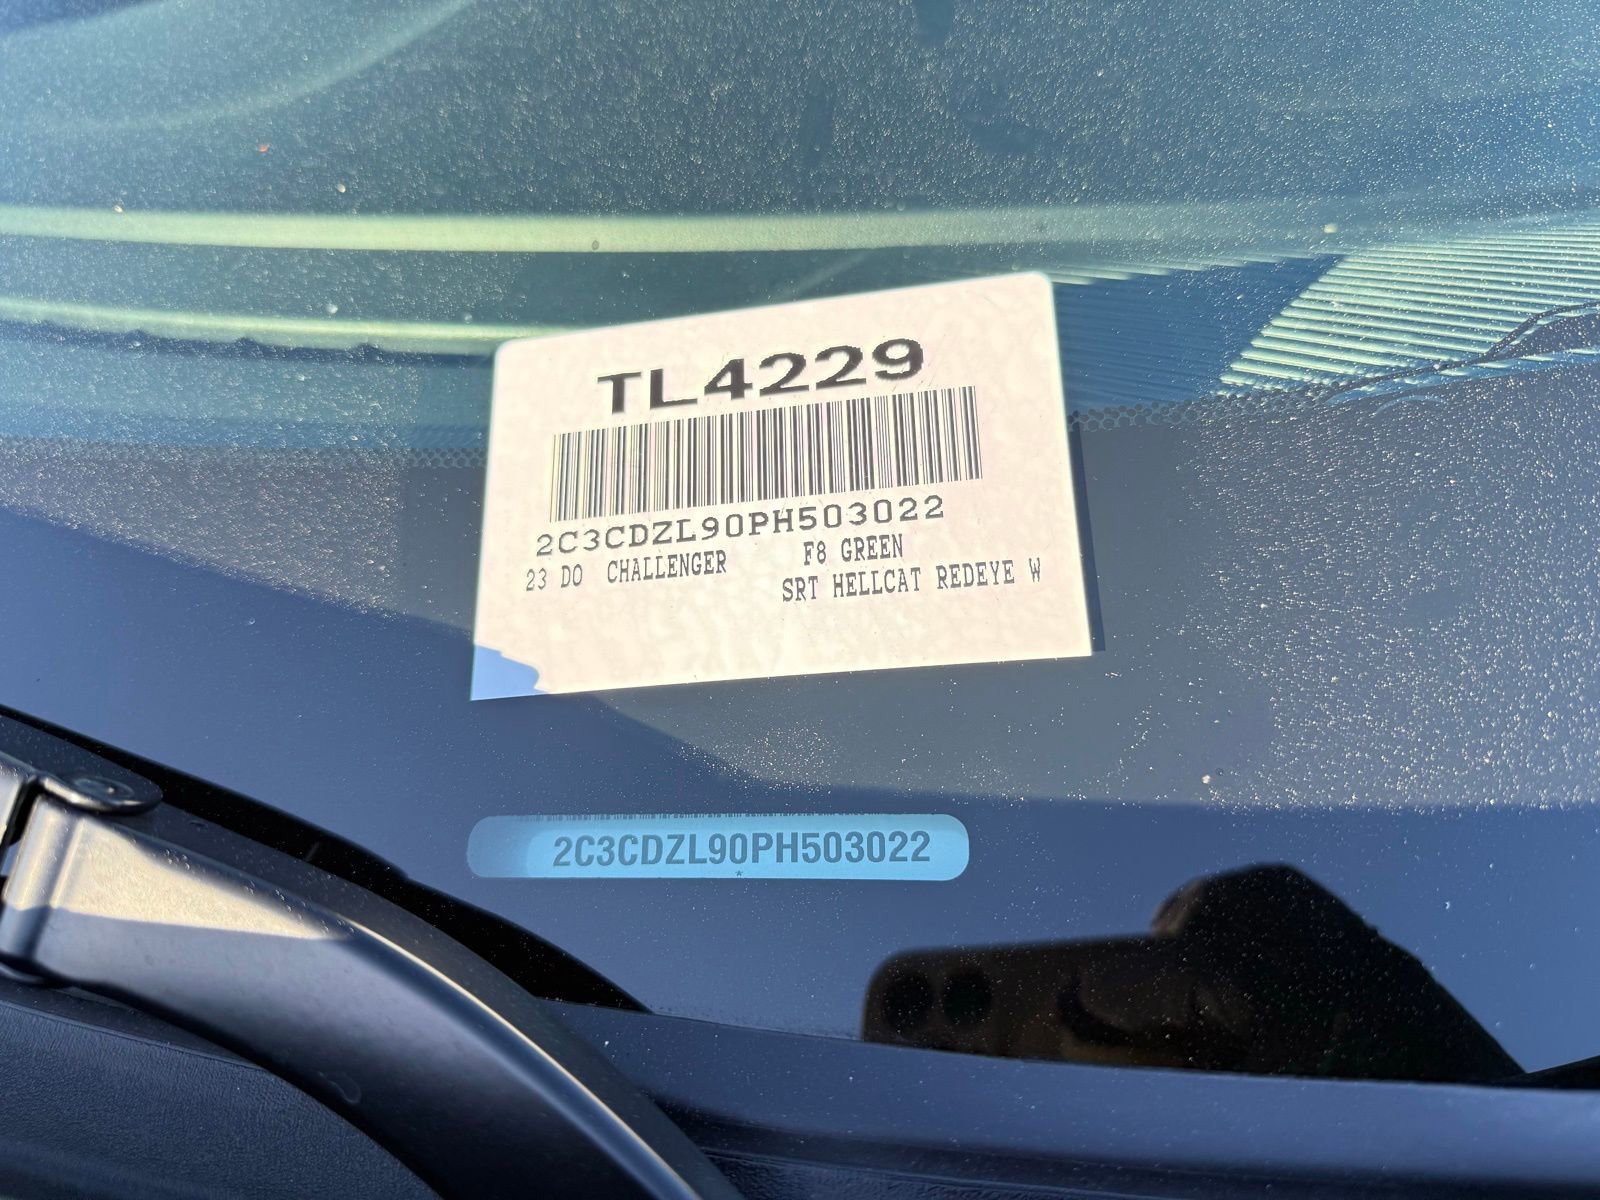 TL4229
2C3CDZL90PH503022
23 DO CHALLENGER F8 GREEN
SRT HELLCAT REDEYE W
2C3CDZL90PH503022
*